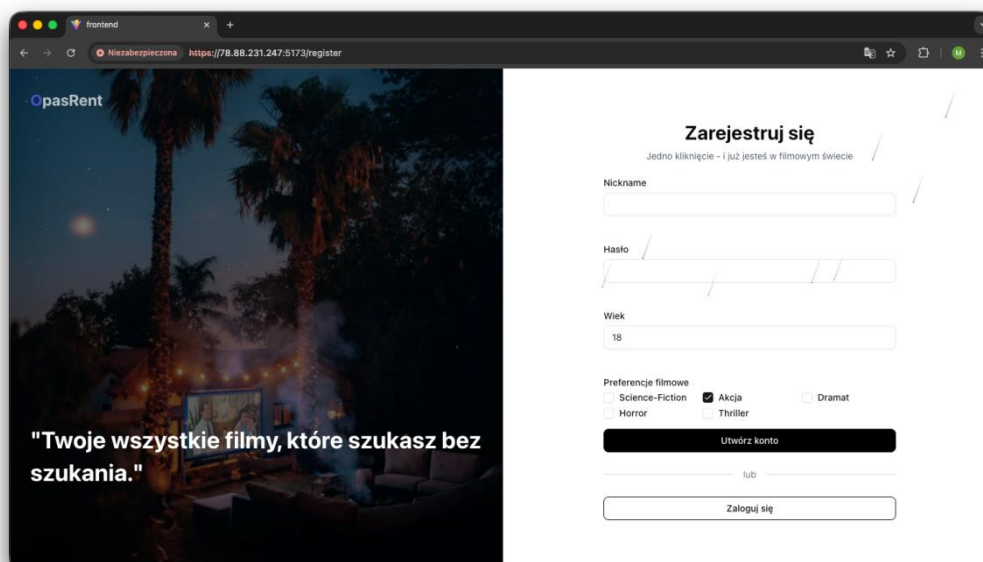 frontend
Niezabezpieczona https://78.88.231.247:5173/register
M
OpasRent
"Twoje wszystkie filmy, które szukasz bez
szukania."
Zarejestruj się
Jedno kliknięcie - i już jesteś w filmowym świecie
Nickname
Hasło
Wiek
18
Preferencje filmowe
Science-Fiction Akcja Dramat
Horror Thriller
Utwórz konto
lub
Zaloguj się